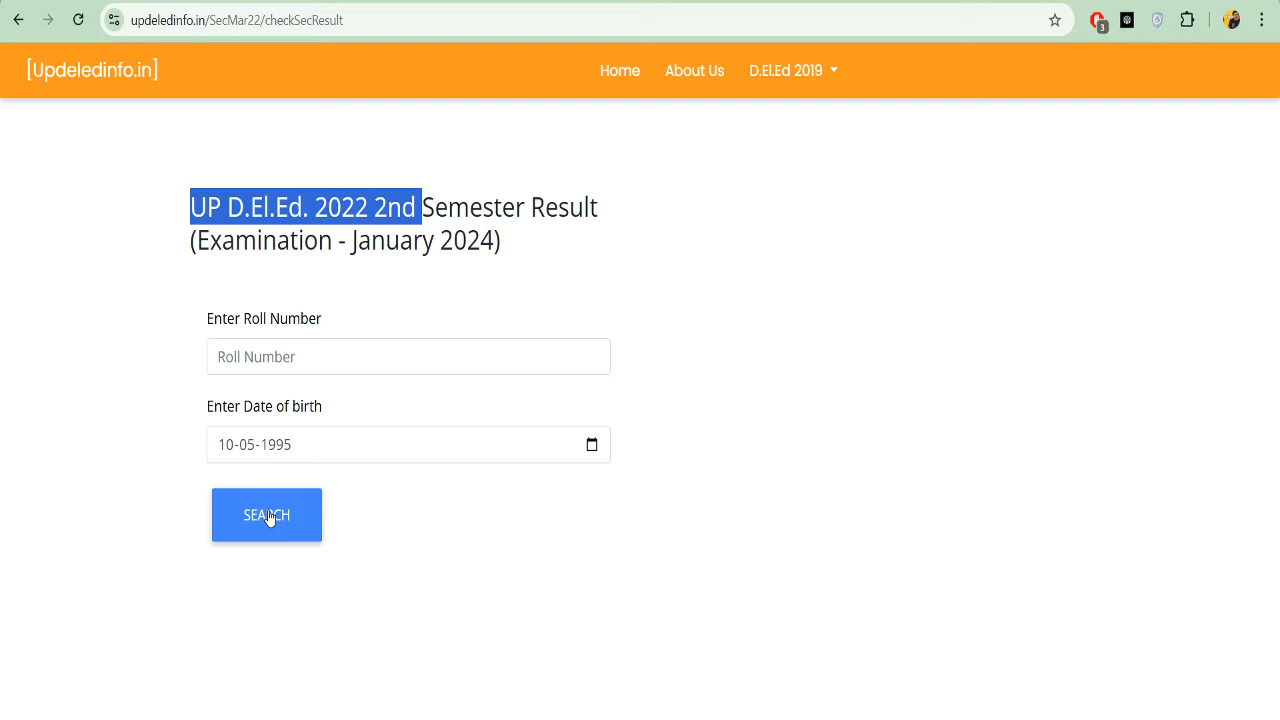 updeledinfo.in/SecMar22/checkSecResult
3
[Updeledinfo.in]
Home
About Us
D.El.Ed 2019
UP D.El.Ed. 2022 2nd Semester Result
(Examination - January 2024)
Enter Roll Number
Roll Number
Enter Date of birth
10-05-1995
SEARCH